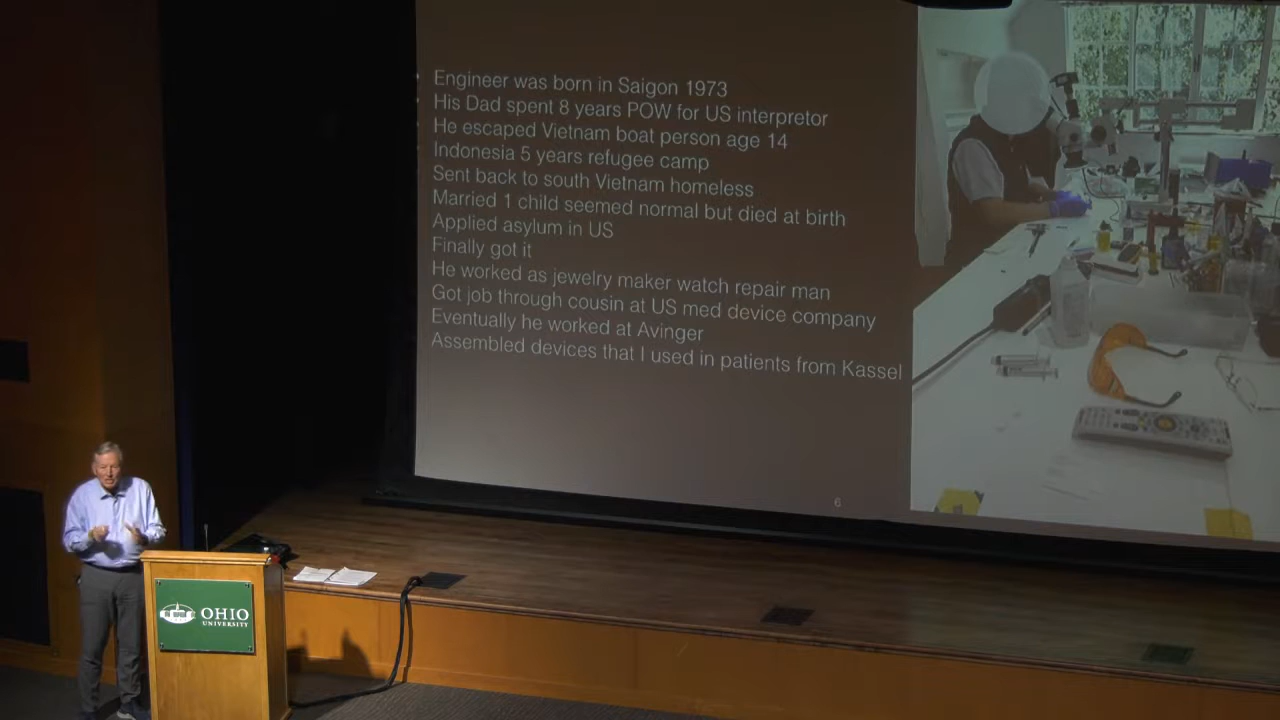 Engineer was born in Saigon 1973
His Dad spent 8 years POW for US interpretor
He escaped Vietnam boat person age 14
Indonesia 5 years refugee camp
Sent back to south Vietnam homeless
Married 1 child seemed normal but died at birth
Applied asylum in US
Finally got it
He worked as jewelry maker watch repair man
Got job through cousin at US med device company
Eventually he worked at Avinger
Assembled devices that I used in patients from Kassel
6
OHIO
UNIVERSITY